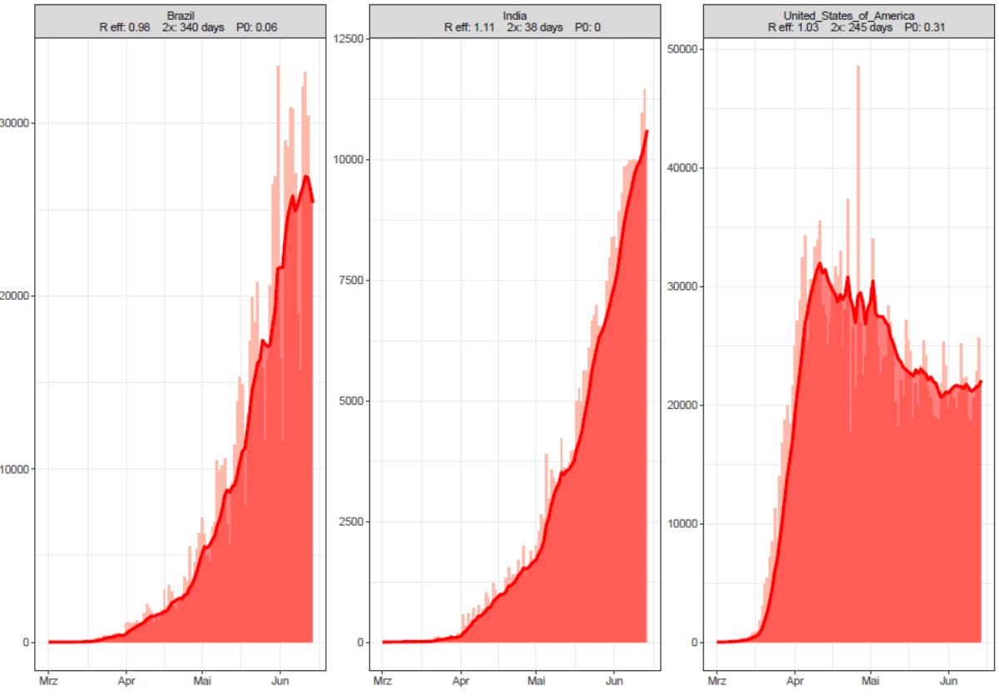 Brazil
R eff: 0.98 2x: 340 days P0: 0.06
30000
20000
10000
0
Mrz Apr Mai Jun
India
R eff: 1.11 2x: 38 days P0: 0
12500
10000
7500
5000
2500
0
Mrz Apr Mai Jun
United_States_of_America
R eff: 1.03 2x: 245 days P0: 0.31
50000
40000
30000
20000
10000
0
Mrz Apr Mai Jun